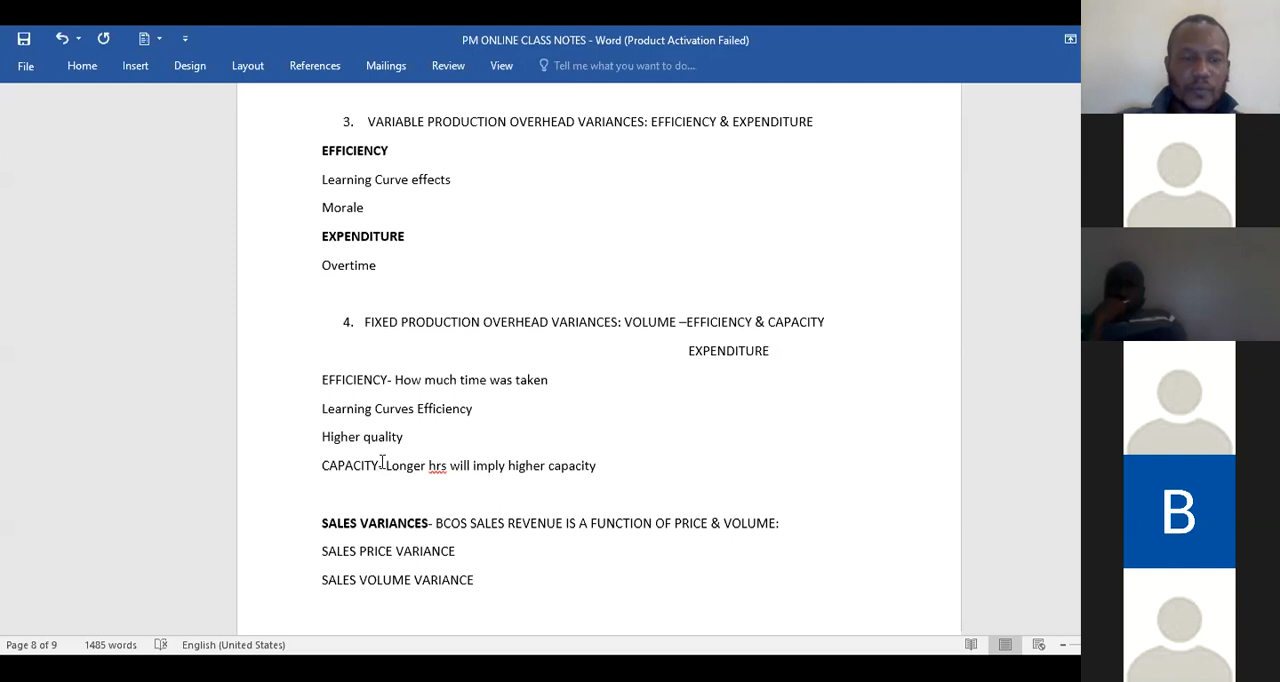 PM ONLINE CLASS NOTES - Word (Product Activation Failed)
File Home Insert Design Layout References Mailings Review View Tell me what you want to do...
3. VARIABLE PRODUCTION OVERHEAD VARIANCES: EFFICIENCY & EXPENDITURE
EFFICIENCY
Learning Curve effects
Morale
EXPENDITURE
Overtime
4. FIXED PRODUCTION OVERHEAD VARIANCES: VOLUME –EFFICIENCY & CAPACITY
EXPENDITURE
EFFICIENCY- How much time was taken
Learning Curves Efficiency
Higher quality
CAPACITY-Longer hrs will imply higher capacity
SALES VARIANCES- BCOS SALES REVENUE IS A FUNCTION OF PRICE & VOLUME:
SALES PRICE VARIANCE
SALES VOLUME VARIANCE
Page 8 of 9 1485 words English (United States)
B